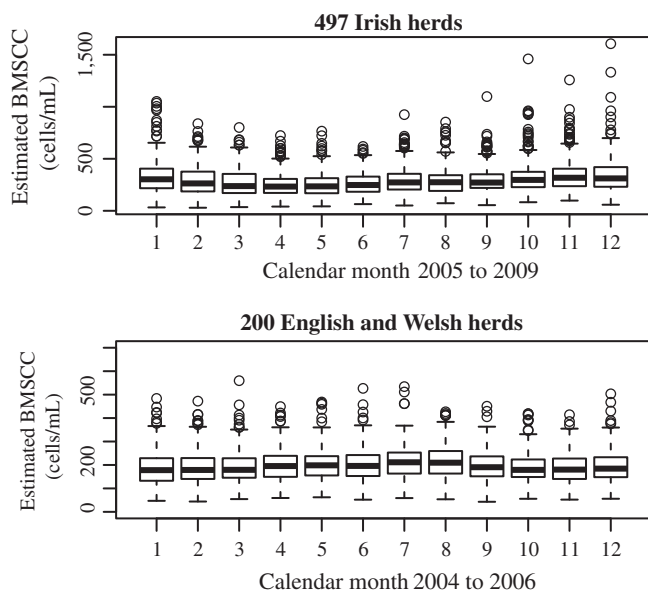 497 Irish herds
Estimated BMSCC
(cells/mL)
1,500
500
0
1 2 3 4 5 6 7 8 9 10 11 12
Calendar month 2005 to 2009
200 English and Welsh herds
Estimated BMSCC
(cells/mL)
500
200
0
1 2 3 4 5 6 7 8 9 10 11 12
Calendar month 2004 to 2006